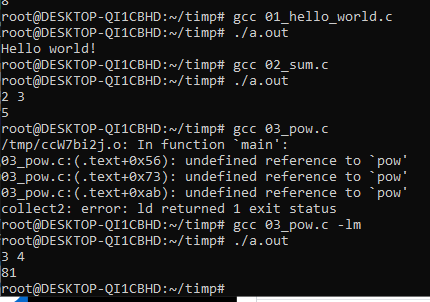 8
root@DESKTOP-QI1CBHD:~/timp# gcc 01_hello_world.c
root@DESKTOP-QI1CBHD:~/timp# ./a.out
Hello world!
root@DESKTOP-QI1CBHD:~/timp# gcc 02_sum.c
root@DESKTOP-QI1CBHD:~/timp# ./a.out
2 3
5
root@DESKTOP-QI1CBHD:~/timp# gcc 03_pow.c
/tmp/ccW7bi2j.o: In function `main':
03_pow.c:(.text+0x56): undefined reference to `pow'
03_pow.c:(.text+0x73): undefined reference to `pow'
03_pow.c:(.text+0xab): undefined reference to `pow'
collect2: error: ld returned 1 exit status
root@DESKTOP-QI1CBHD:~/timp# gcc 03_pow.c -lm
root@DESKTOP-QI1CBHD:~/timp# ./a.out
3 4
81
root@DESKTOP-QI1CBHD:~/timp#